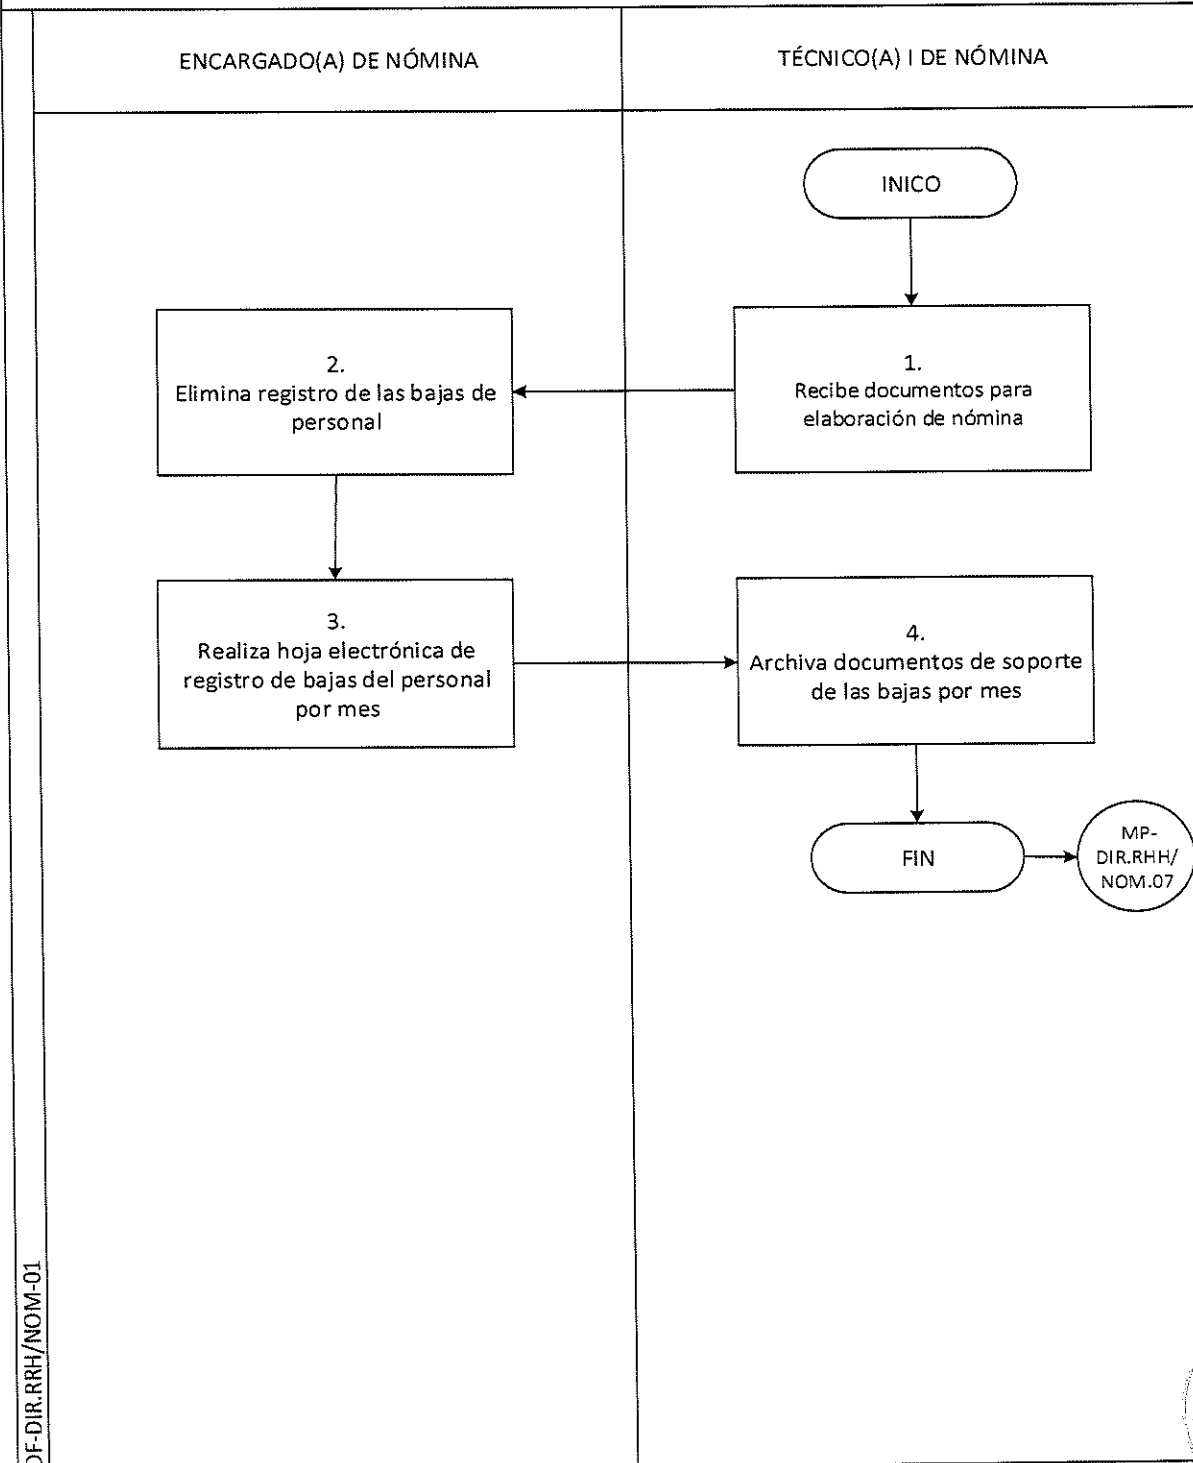 ENCARGADO(A) DE NÓMINA
TÉCNICO(A) I DE NÓMINA
INICO
1.
Recibe documentos para
elaboración de nómina
2.
Elimina registro de las bajas de
personal
3.
Realiza hoja electrónica de
registro de bajas del personal
por mes
4.
Archiva documentos de soporte
de las bajas por mes
FIN
MP-
DIR.RHH/
NOM.07
DF-DIR.RRH/NOM-01